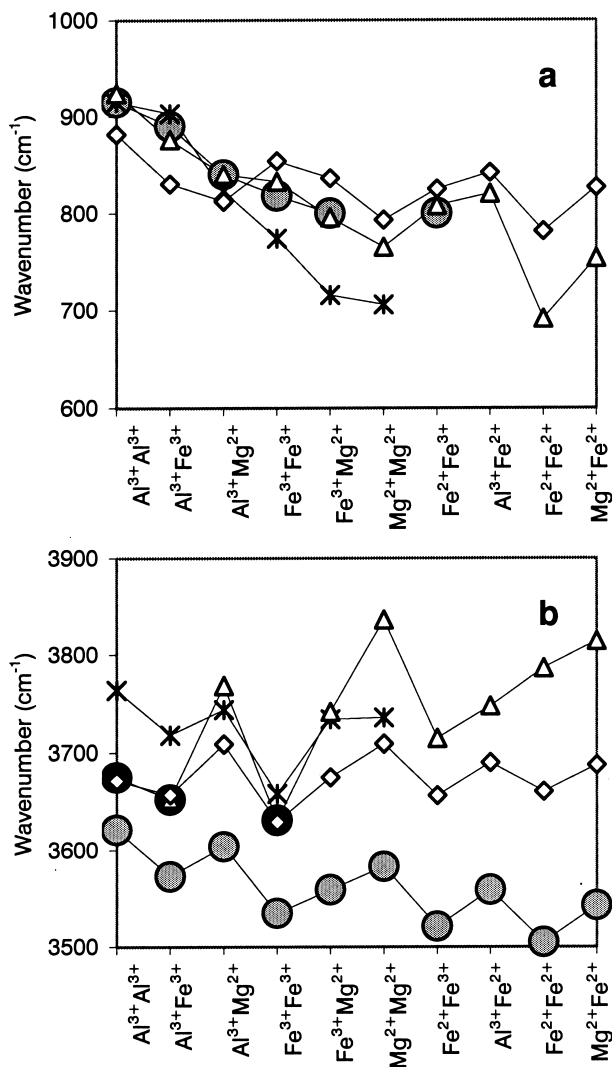 1000
a
900
800
700
600
Wavenumber (cm⁻¹)
Al³⁺Al³⁺
Al³⁺Fe³⁺
Al³⁺Mg²⁺
Fe³⁺Fe³⁺
Fe³⁺Mg²⁺
Mg²⁺Mg²⁺
Fe²⁺Fe³⁺
Al³⁺Fe²⁺
Fe²⁺Fe²⁺
Mg²⁺Fe²⁺
3900
b
3800
3700
3600
3500
Wavenumber (cm⁻¹)
Al³⁺Al³⁺
Al³⁺Fe³⁺
Al³⁺Mg²⁺
Fe³⁺Fe³⁺
Fe³⁺Mg²⁺
Mg²⁺Mg²⁺
Fe²⁺Fe³⁺
Al³⁺Fe²⁺
Fe²⁺Fe²⁺
Mg²⁺Fe²⁺